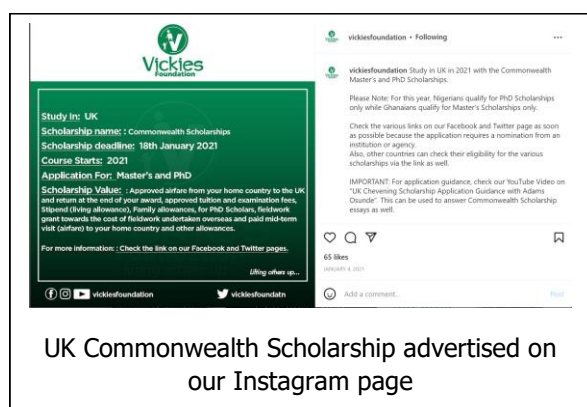 Vickies
Foundation
Study In: UK
Scholarship name: : Commonwealth Scholarships
Scholarship deadline: 18th January 2021
Course Starts: 2021
Application For: Master's and PhD
Scholarship Value: : Approved airfare from your home country to the UK
and return at the end of your award, approved tuition and examination fees,
Stipend (living allowance), Family allowances, for PhD Scholars, fieldwork
grant towards the cost of fieldwork undertaken overseas and paid mid-term
visit (airfare) to your home country and other allowances.
For more information: : Check the link on our Facebook and Twitter pages.
Lifting others up...
vickiesfoundation
vickiesfoundatn
vickiesfoundation • Following
vickiesfoundation Study in UK in 2021 with the Commonwealth
Master's and PhD Scholarships.
Please Note: For this year, Nigerians qualify for PhD Scholarships
only while Ghanaians qualify for Master's Scholarships only.
Check the various links on our Facebook and Twitter page as soon
as possible because the application requires a nomination from an
institution or agency.
Also, other countries can check their eligibility for the various
scholarships via the link as well.
IMPORTANT: For application guidance, check our YouTube Video on
"UK Chevening Scholarship Application Guidance with Adams
Osunde". This can be used to answer Commonwealth Scholarship
essays as well.
65 likes
JANUARY 4, 2021
Add a comment...
Post
UK Commonwealth Scholarship advertised on
our Instagram page